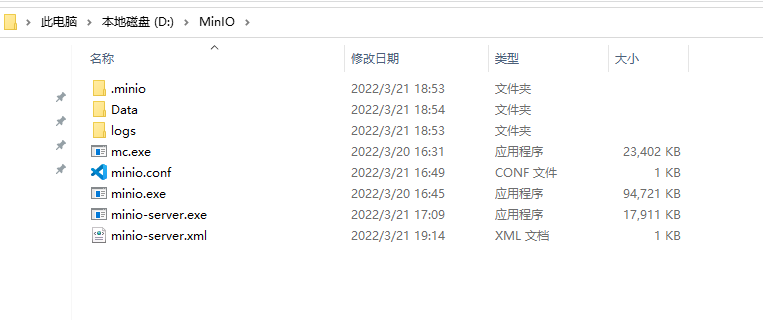 此电脑 > 本地磁盘 (D:) > MinIO >
名称 修改日期 类型 大小
.minio 2022/3/21 18:53 文件夹
Data 2022/3/21 18:54 文件夹
logs 2022/3/21 18:53 文件夹
mc.exe 2022/3/20 16:31 应用程序 23,402 KB
minio.conf 2022/3/21 16:49 CONF 文件 1 KB
minio.exe 2022/3/20 16:45 应用程序 94,721 KB
minio-server.exe 2022/3/21 17:09 应用程序 17,911 KB
minio-server.xml 2022/3/21 19:14 XML 文档 1 KB